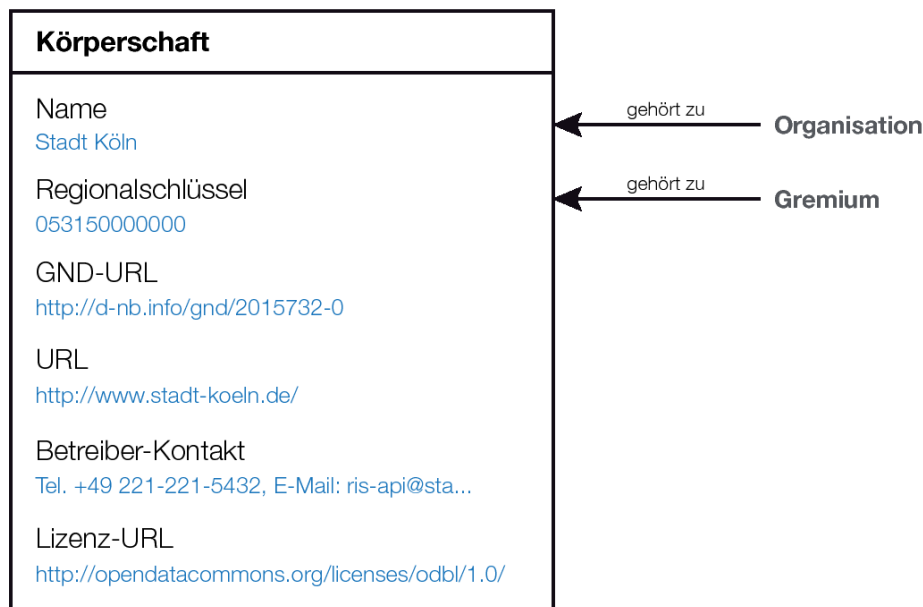 Körperschaft
Name
Stadt Köln
Regionalschlüssel
053150000000
GND-URL
http://d-nb.info/gnd/2015732-0
URL
http://www.stadt-koeln.de/
Betreiber-Kontakt
Tel. +49 221-221-5432, E-Mail: ris-api@sta...
Lizenz-URL
http://opendatacommons.org/licenses/odbl/1.0/
gehört zu
Organisation
gehört zu
Gremium